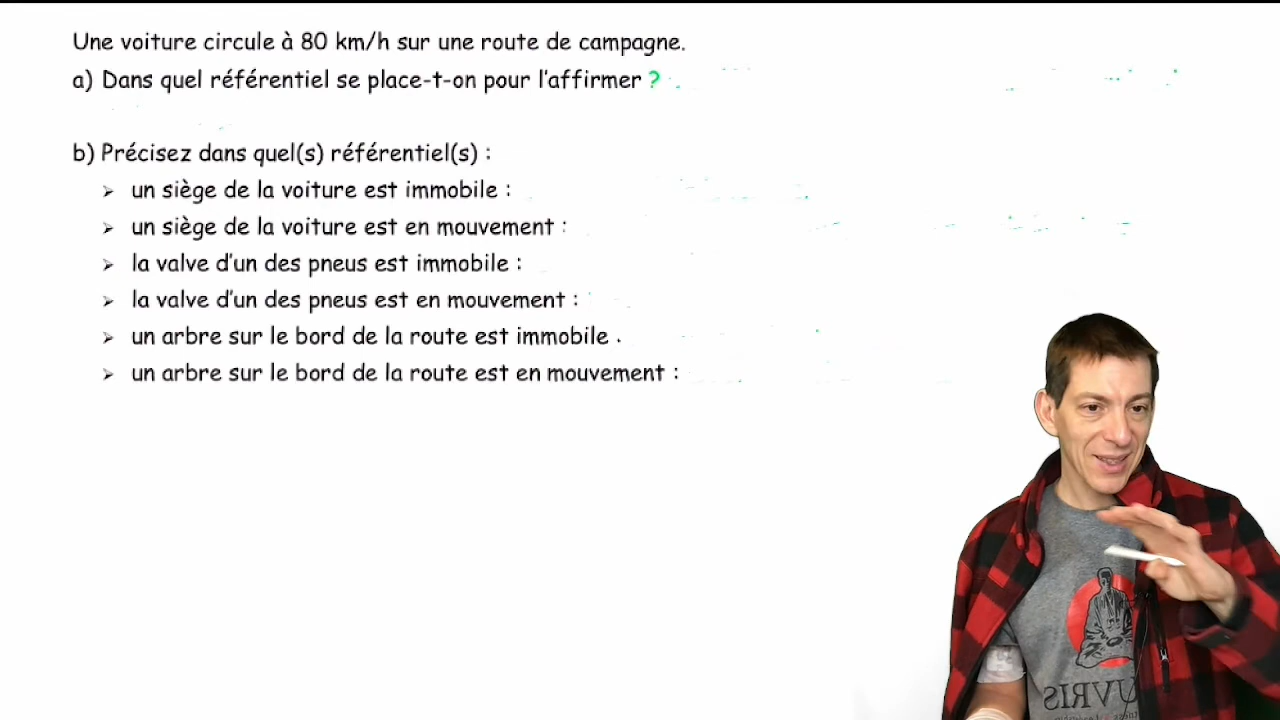 Une voiture circule à 80 km/h sur une route de campagne.
a) Dans quel référentiel se place-t-on pour l'affirmer ?
b) Précisez dans quel(s) référentiel(s) :
➢ un siège de la voiture est immobile :
➢ un siège de la voiture est en mouvement :
➢ la valve d'un des pneus est immobile :
➢ la valve d'un des pneus est en mouvement :
➢ un arbre sur le bord de la route est immobile .
➢ un arbre sur le bord de la route est en mouvement :